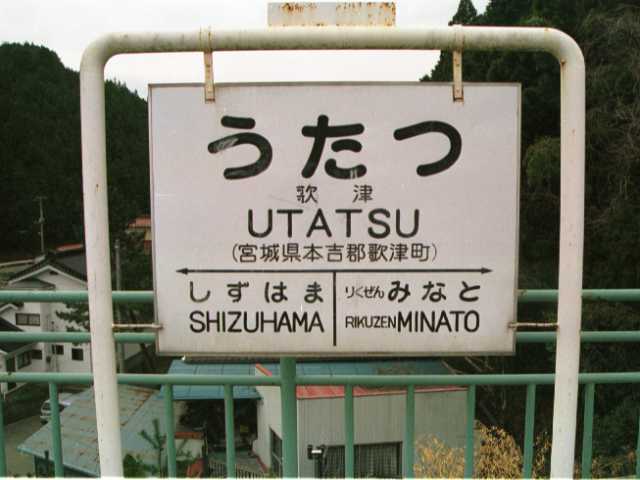 うたつ
歌 津
UTATSU
(宮城県本吉郡歌津町)
しずはま りくぜんみなと
SHIZUHAMA RIKUZENMINATO